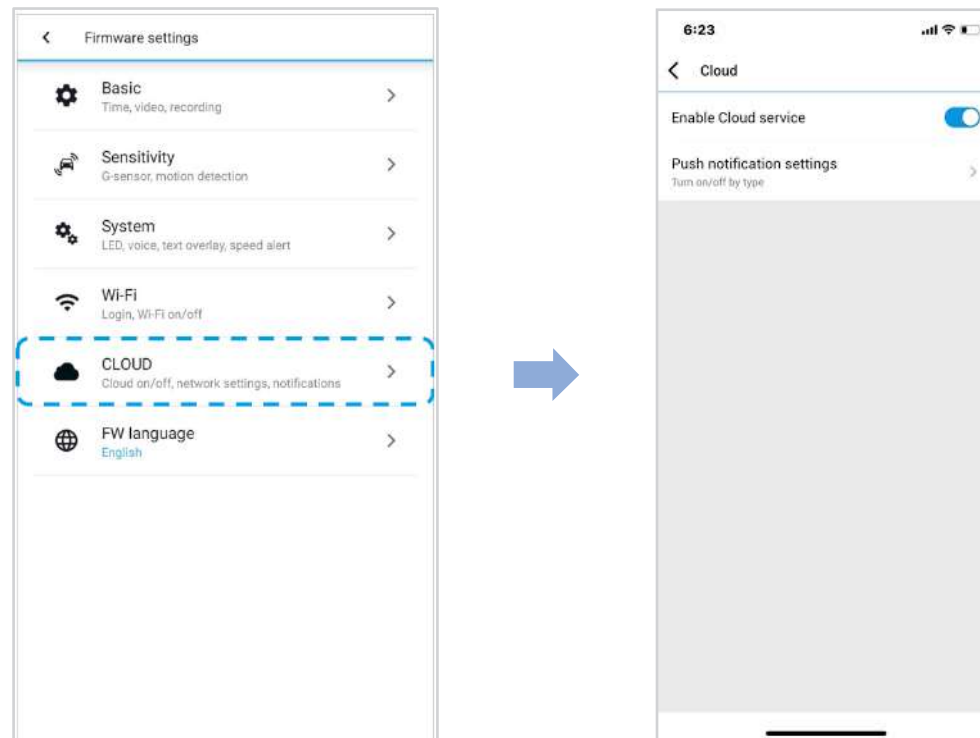 Firmware settings
Basic
Time, video, recording
Sensitivity
G-sensor, motion detection
System
LED, voice, text overlay, speed alert
Wi-Fi
Login, Wi-Fi on/off
CLOUD
Cloud on/off, network settings, notifications
FW language
English
6:23
Cloud
Enable Cloud service
Push notification settings
Turn on/off by type